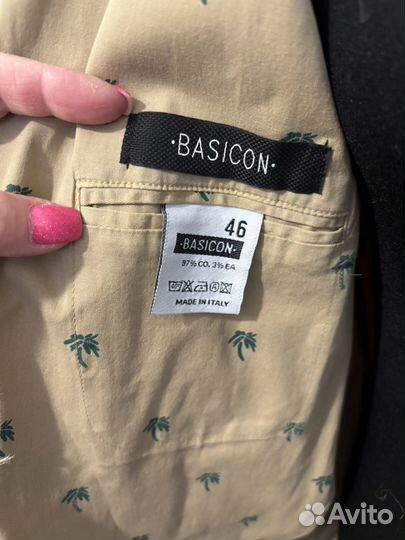 ·BASICON·
46
·BASICON·
97% CO. 3% EA
MADE IN ITALY
Avito